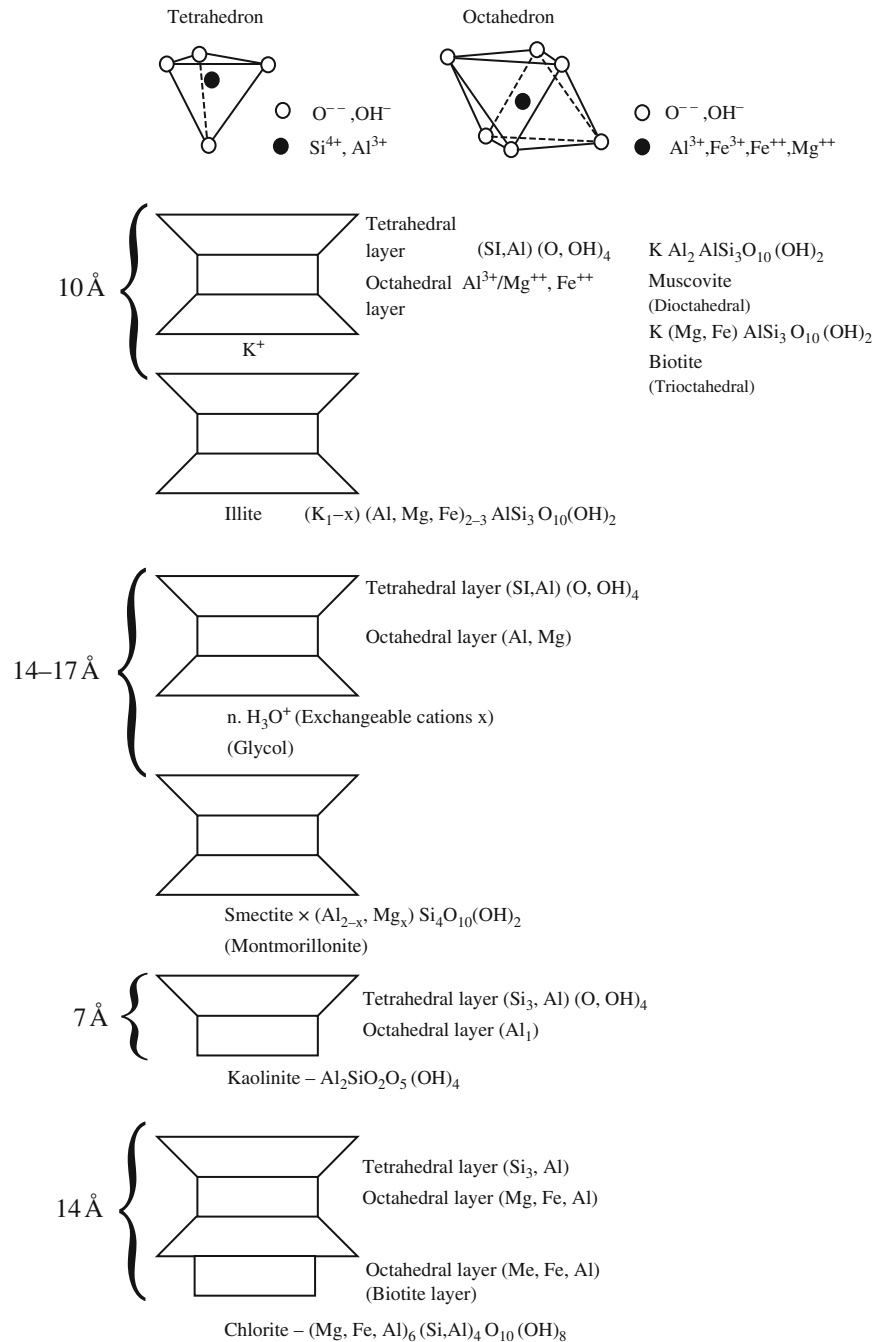 Tetrahedron
Octahedron
O⁻⁻,OH⁻
Si⁴⁺, Al³⁺
O⁻⁻,OH⁻
Al³⁺,Fe³⁺,Fe⁺⁺,Mg⁺⁺
10 Å
Tetrahedral
layer
(SI,Al) (O, OH)₄
Octahedral Al³⁺/Mg⁺⁺, Fe⁺⁺
layer
K⁺
K Al₂ AlSi₃O₁₀(OH)₂
Muscovite
(Dioctahedral)
K (Mg, Fe) AlSi₃ O₁₀(OH)₂
Biotite
(Trioctahedral)
Illite (K₁–x) (Al, Mg, Fe)₂₋₃ AlSi₃ O₁₀(OH)₂
14–17 Å
Tetrahedral layer (SI,Al) (O, OH)₄
Octahedral layer (Al, Mg)
n. H₃O⁺ (Exchangeable cations x)
(Glycol)
Smectite × (Al₂₋ₓ, Mgₓ) Si₄O₁₀(OH)₂
(Montmorillonite)
7 Å
Tetrahedral layer (Si₃, Al) (O, OH)₄
Octahedral layer (Al₁)
Kaolinite – Al₂SiO₂O₅(OH)₄
14 Å
Tetrahedral layer (Si₃, Al)
Octahedral layer (Mg, Fe, Al)
Octahedral layer (Me, Fe, Al)
(Biotite layer)
Chlorite – (Mg, Fe, Al)₆ (Si,Al)₄ O₁₀(OH)₈